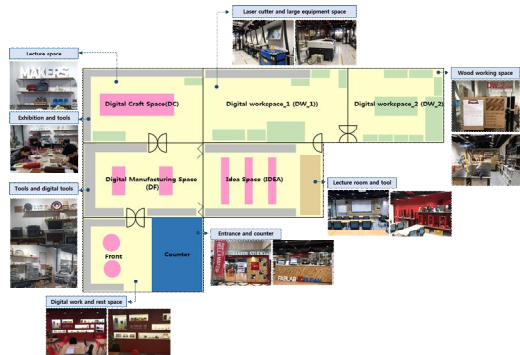 Laser cutter and large equipment space
Lecture space
MAKERS
Wood working space
Digital Craft Space(DC)
Digital workspace_1 (DW_1))
Digital workspace_2 (DW_2)
Exhibition and tools
Digital Manufacturing Space
(DF)
Idea Space (IDEA)
Tools and digital tools
Lecture room and tool
Front
Counter
Entrance and counter
FABLAB
Digital work and rest space